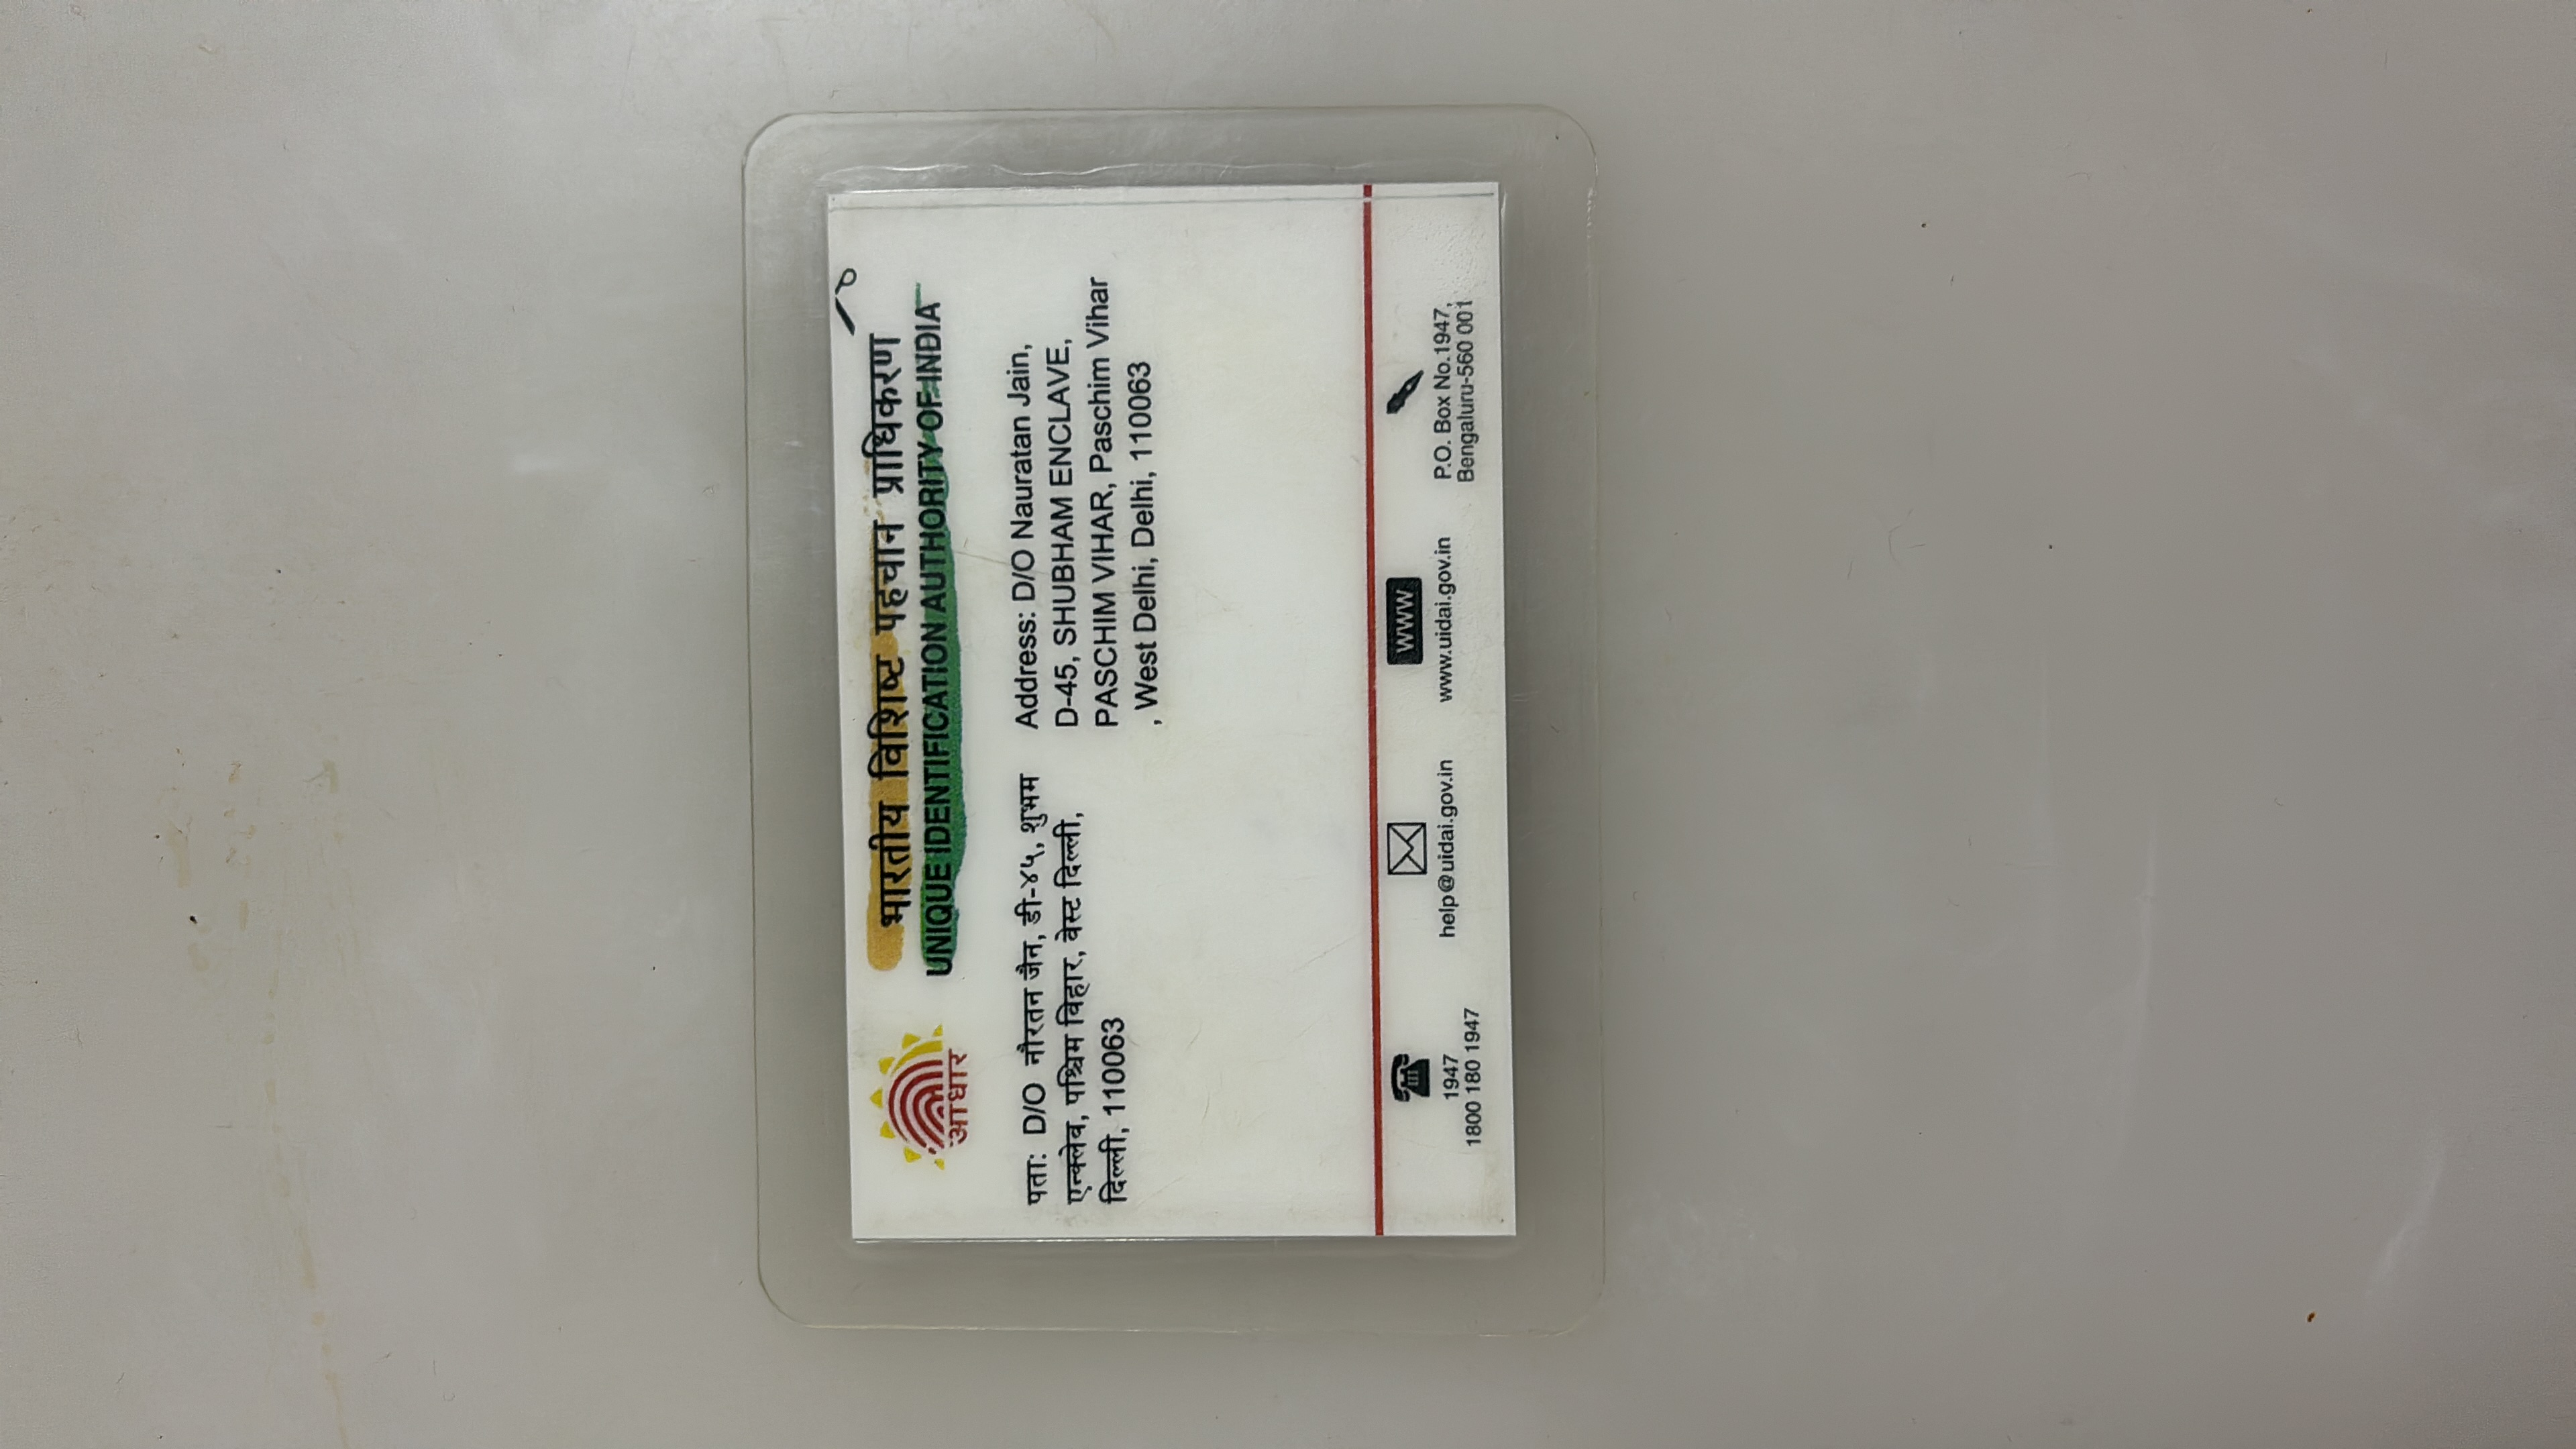 भारतीय विशिष्ट पहचान प्राधिकरण
UNIQUE IDENTIFICATION AUTHORITY OF INDIA
आधार
पता: D/O नौरतन जैन, डी-४५, शुभम
एन्क्लेव, पश्चिम विहार, वेस्ट दिल्ली,
दिल्ली, 110063
Address: D/O Nauratan Jain,
D-45, SHUBHAM ENCLAVE,
PASCHIM VIHAR, Paschim Vihar
, West Delhi, Delhi, 110063
1947
1800 180 1947
help@uidai.gov.in
WWW
www.uidai.gov.in
P.O. Box No.1947,
Bengaluru-560 001